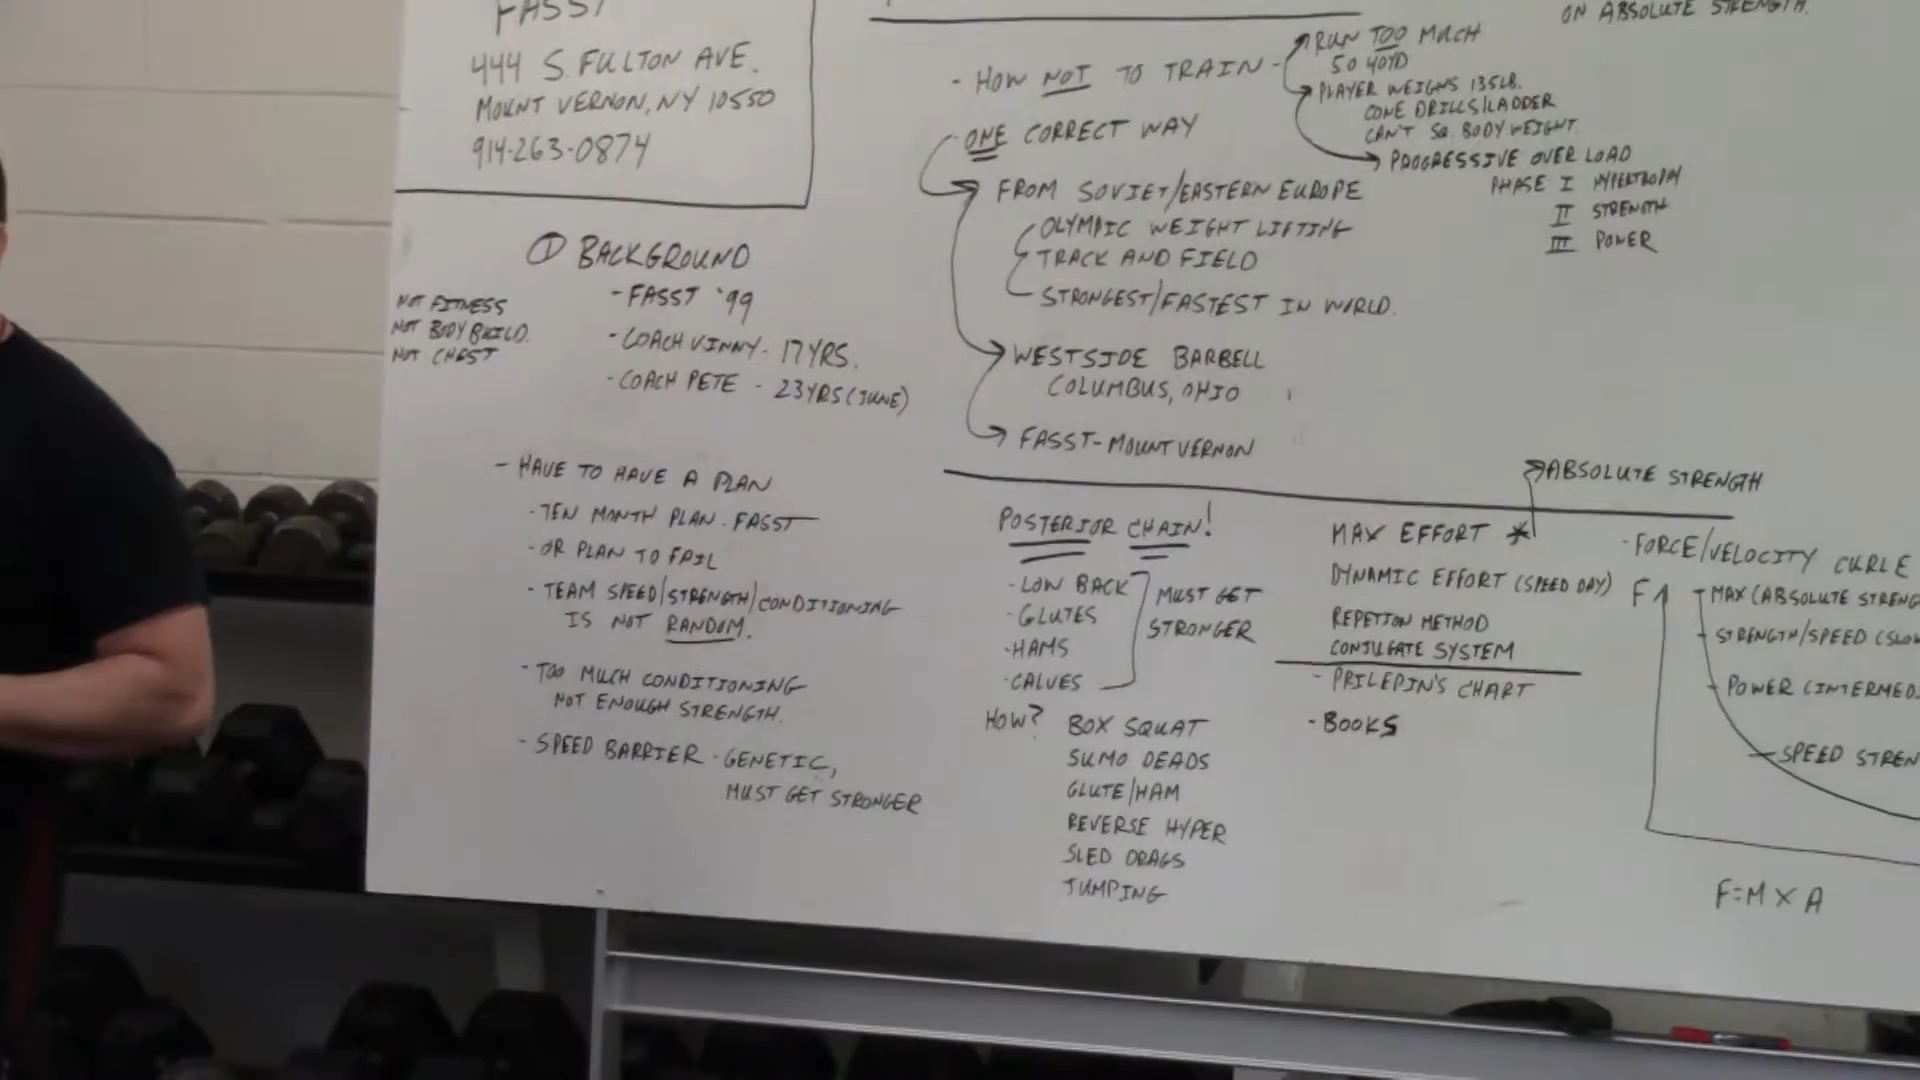 FASST
444 S. FULTON AVE.
MOUNT VERNON, NY 10550
914-263-0874
① BACKGROUND
NOT FITNESS
NOT BODY BUILD.
NOT CHEST
- FASST '99
- COACH VINNY - 17 YRS.
- COACH PETE - 23 YRS (JUNE)
- HAVE TO HAVE A PLAN
- TEN MONTH PLAN - FASST
- OR PLAN TO FAIL
- TEAM SPEED/STRENGTH/CONDITIONING
IS NOT RANDOM.
- TOO MUCH CONDITIONING
NOT ENOUGH STRENGTH.
- SPEED BARRIER - GENETIC,
MUST GET STRONGER
ON ABSOLUTE STRENGTH.
- HOW NOT TO TRAIN -
RUN TOO MUCH
50 40YD
PLAYER WEIGHS 135LB.
CONE DRILLS/LADDER
CAN'T SQ. BODY WEIGHT.
PROGRESSIVE OVER LOAD
PHASE I HYPERTROPHY
II STRENGTH
III POWER
- ONE CORRECT WAY
FROM SOVIET/EASTERN EUROPE
OLYMPIC WEIGHT LIFTING
TRACK AND FIELD
STRONGEST/FASTEST IN WORLD.
WESTSIDE BARBELL
COLUMBUS, OHIO
FASST - MOUNT VERNON
POSTERIOR CHAIN!
- LOW BACK
- GLUTES
- HAMS
- CALVES
MUST GET
STRONGER
HOW? BOX SQUAT
SUMO DEADS
GLUTE/HAM
REVERSE HYPER
SLED DRAGS
JUMPING
ABSOLUTE STRENGTH
MAX EFFORT *
DYNAMIC EFFORT (SPEED DAY)
REPETION METHOD
CONJUGATE SYSTEM
- PRILEPIN'S CHART
- BOOKS
- FORCE/VELOCITY CURLE
F
MAX (ABSOLUTE STRENG
STRENGTH/SPEED (SLOW
POWER (INTERMED.
SPEED STREN
F=M X A